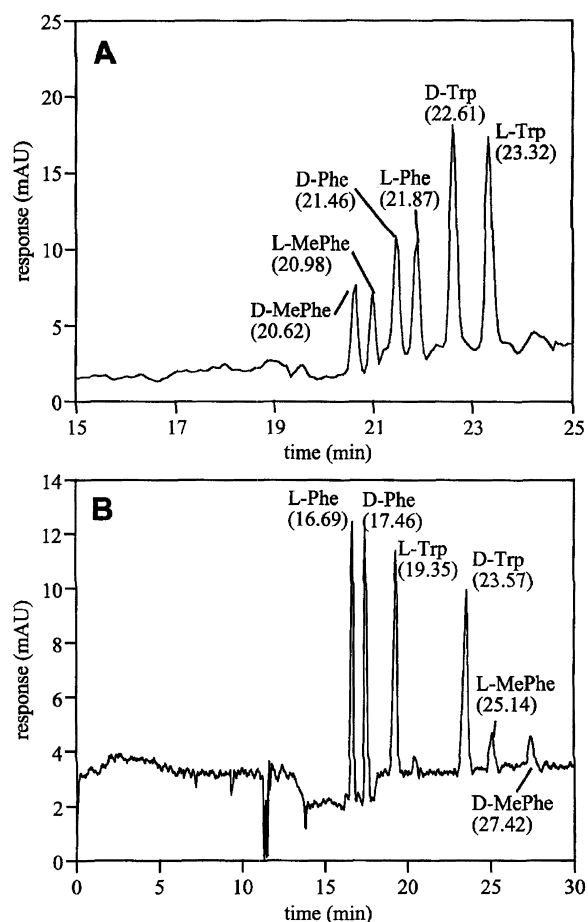 A
25
20
15
10
5
0
response (mAU)
D-Trp
(22.61)
L-Trp
(23.32)
D-Phe
(21.46)
L-Phe
(21.87)
L-MePhe
(20.98)
D-MePhe
(20.62)
15 17 19 21 23 25
time (min)
B
14
12
10
8
6
4
2
0
response (mAU)
L-Phe
(16.69)
D-Phe
(17.46)
L-Trp
(19.35)
D-Trp
(23.57)
L-MePhe
(25.14)
D-MePhe
(27.42)
0 5 10 15 20 25 30
time (min)